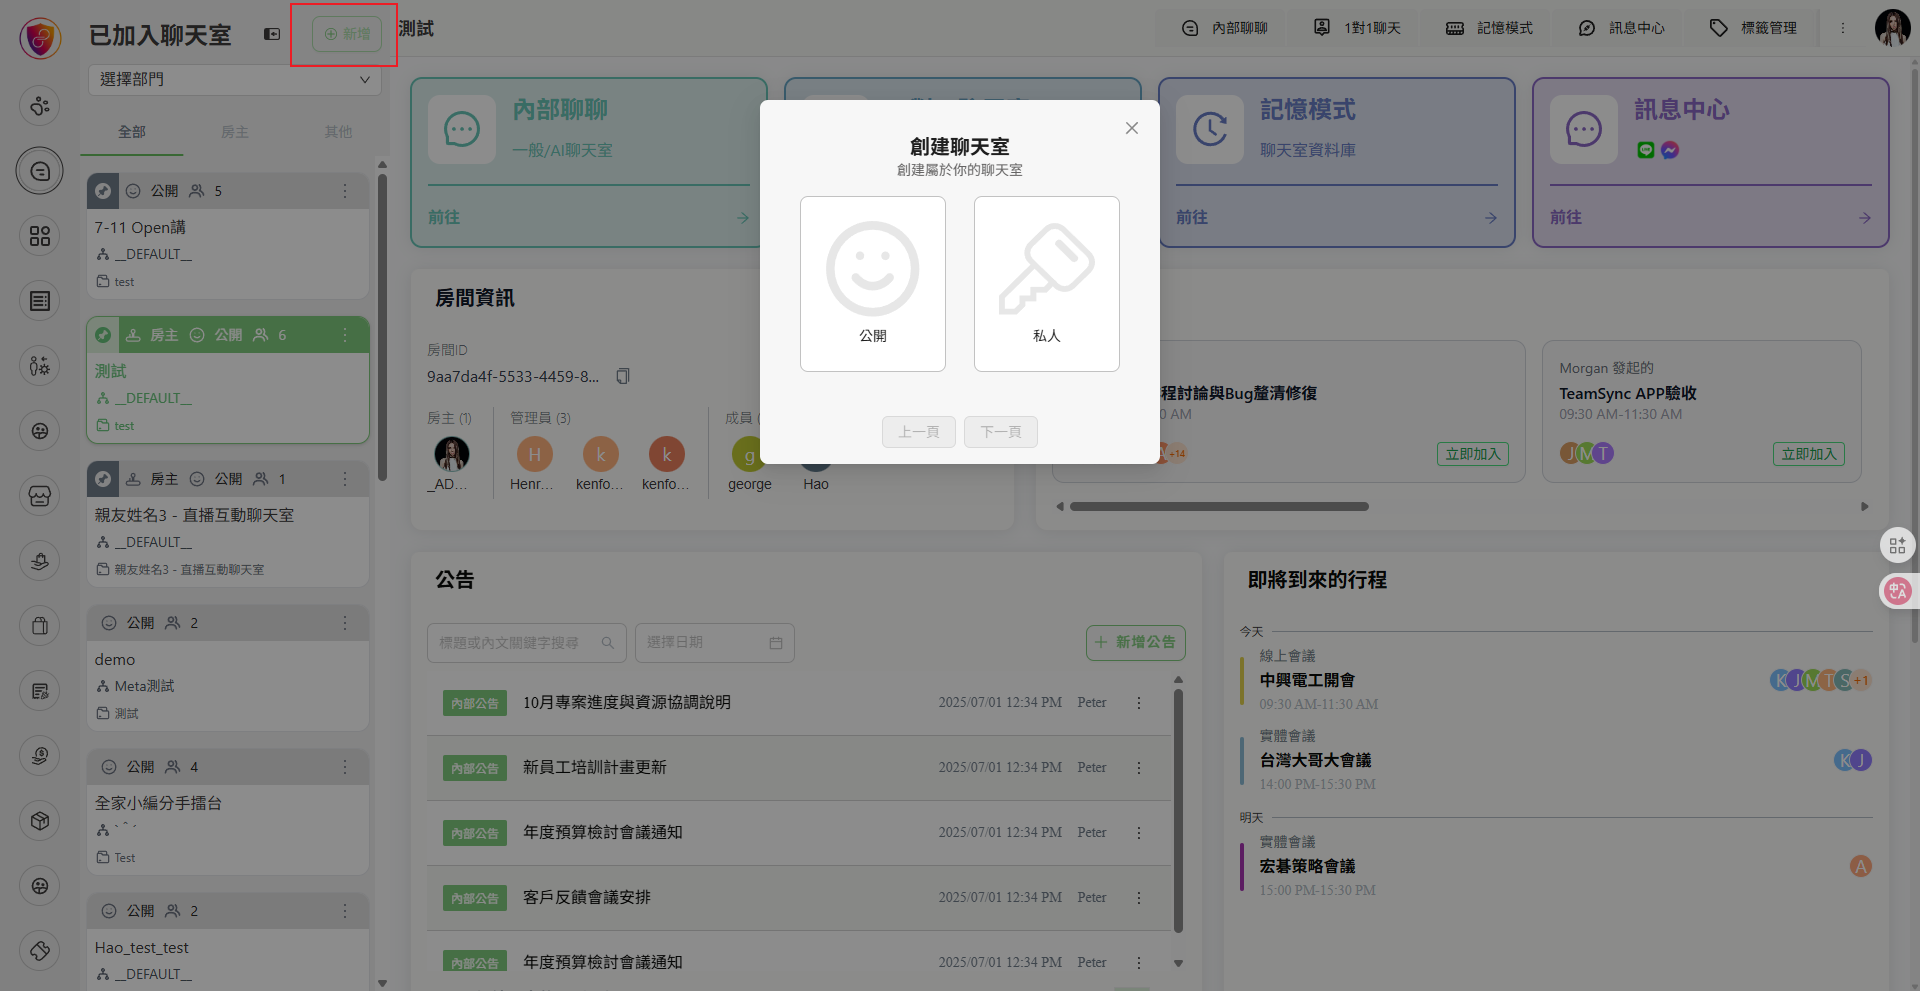 已加入聊天室
新增
測試
內部聊聊
1對1聊天
記憶模式
訊息中心
標籤管理
選擇部門
全部
房主
其他
公開 5
7-11 Open講
__DEFAULT__
test
房主 公開 6
測試
__DEFAULT__
test
房主 公開 1
親友姓名3 - 直播互動聊天室
__DEFAULT__
親友姓名3 - 直播互動聊天室
公開 2
demo
Meta測試
測試
公開 4
全家小編分手擂台
Test
公開 2
Hao_test_test
__DEFAULT__
內部聊聊
一般/AI聊天室
前往
記憶模式
聊天室資料庫
前往
訊息中心
前往
創建聊天室
創建屬於你的聊天室
公開
私人
上一頁
下一頁
房間資訊
房間ID
9aa7da4f-5533-4459-8...
房主 (1)
管理員 (3)
成員 (
H
k
k
g
_AD...
Henr...
kenfo...
kenfo...
george
Hao
程討論與Bug釐清修復
0 AM
+14
立即加入
Morgan 發起的
TeamSync APP驗收
09:30 AM-11:30 AM
J M T
立即加入
公告
標題或內文關鍵字搜尋
選擇日期
新增公告
內部公告 10月專案進度與資源協調說明 2025/07/01 12:34 PM Peter
內部公告 新員工培訓計畫更新 2025/07/01 12:34 PM Peter
內部公告 年度預算檢討會議通知 2025/07/01 12:34 PM Peter
內部公告 客戶反饋會議安排 2025/07/01 12:34 PM Peter
內部公告 年度預算檢討會議通知 2025/07/01 12:34 PM Peter
即將到來的行程
今天
線上會議
中興電工開會
09:30 AM-11:30 AM
K J M T S +1
實體會議
台灣大哥大會議
14:00 PM-15:30 PM
K J
明天
實體會議
宏碁策略會議
15:00 PM-15:30 PM
A